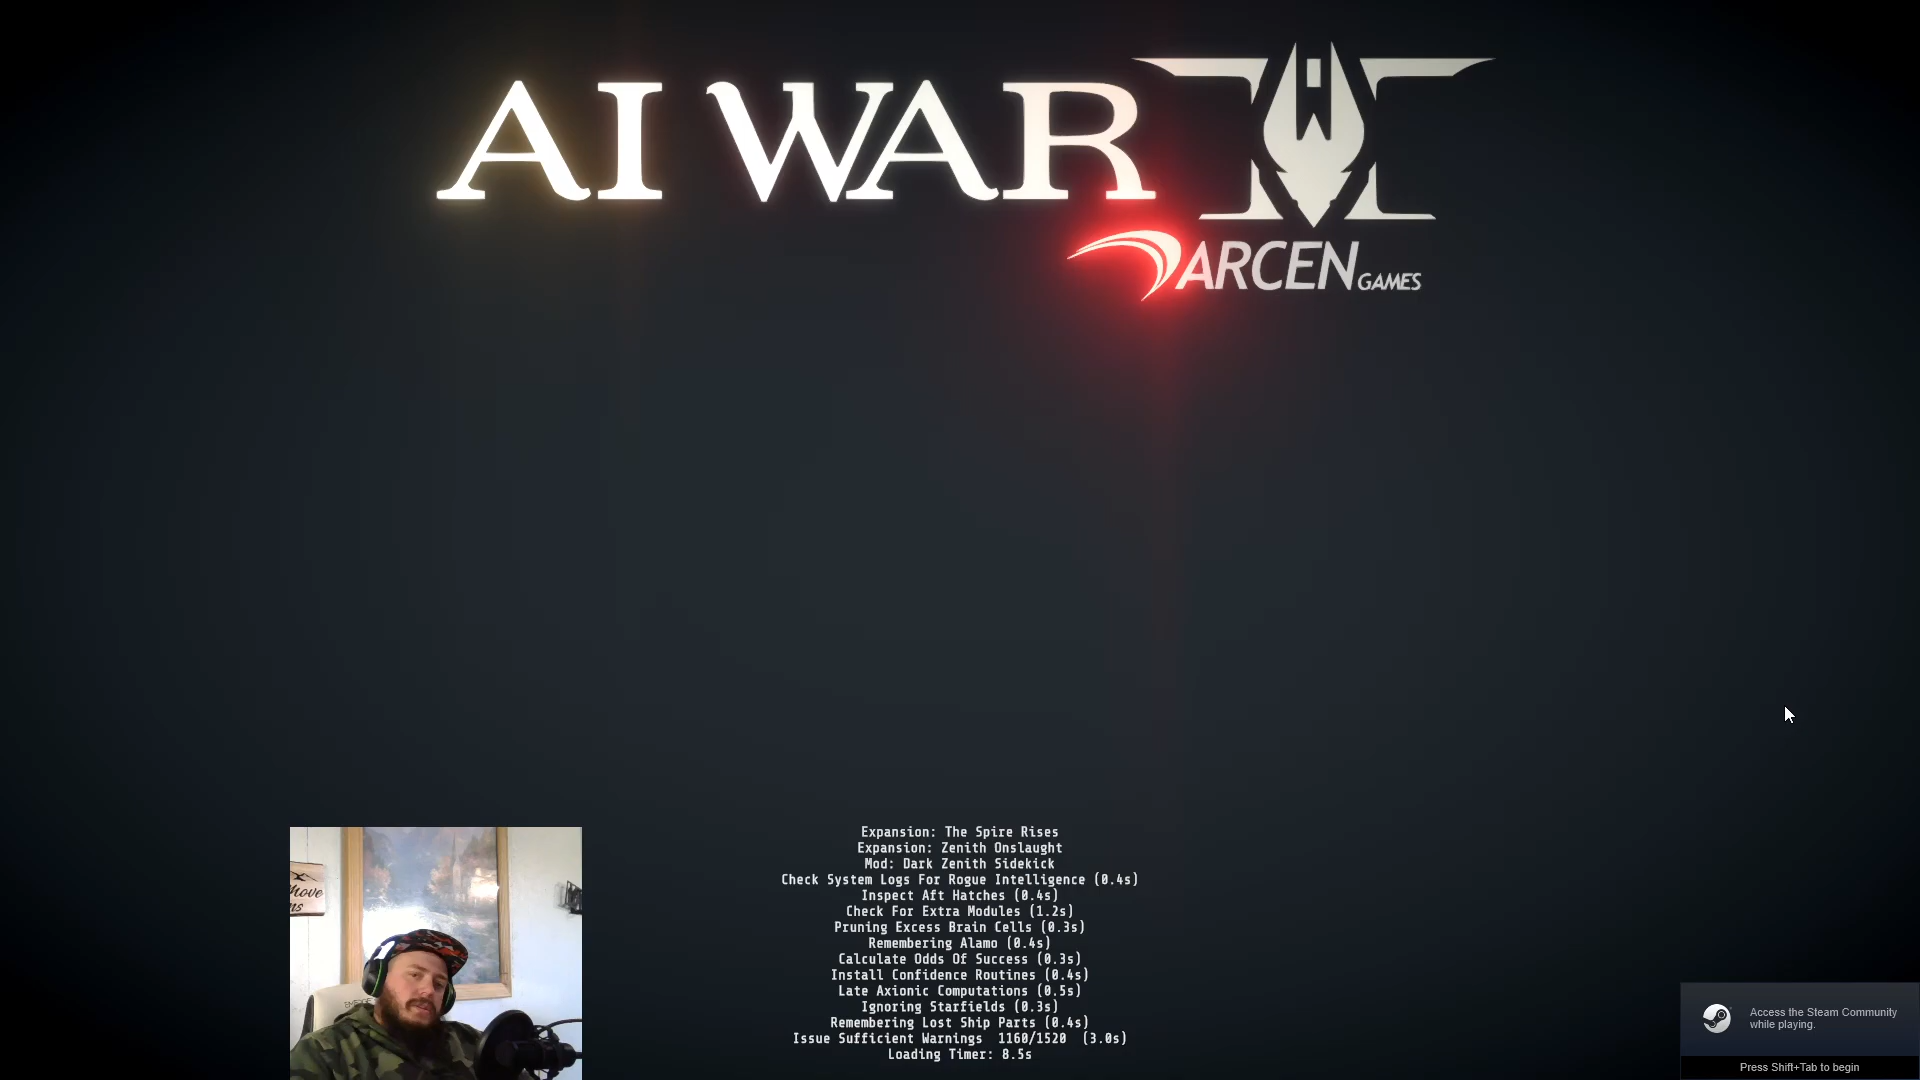 AI WAR II
ARCEN GAMES
Expansion: The Spire Rises
Expansion: Zenith Onslaught
Mod: Dark Zenith Sidekick
Check System Logs For Rogue Intelligence (0.4s)
Inspect Aft Hatches (0.4s)
Check For Extra Modules (1.2s)
Pruning Excess Brain Cells (0.3s)
Remembering Alamo (0.4s)
Calculate Odds Of Success (0.3s)
Install Confidence Routines (0.4s)
Late Axionic Computations (0.5s)
Ignoring Starfields (0.3s)
Remembering Lost Ship Parts (0.4s)
Issue Sufficient Warnings 1160/1520 (3.0s)
Loading Timer: 8.5s
Access the Steam Community
while playing.
Press Shift+Tab to begin